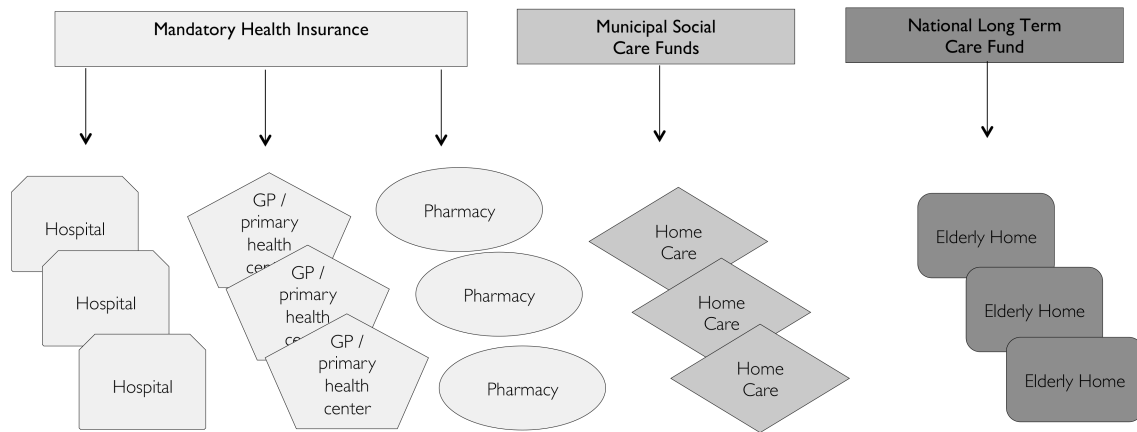 Mandatory Health Insurance
Municipal Social
Care Funds
National Long Term
Care Fund
Hospital
Hospital
Hospital
GP /
primary
health
GP /
primary
health
GP /
primary
health
center
Pharmacy
Pharmacy
Pharmacy
Home
Care
Home
Care
Home
Care
Elderly Home
Elderly Home
Elderly Home